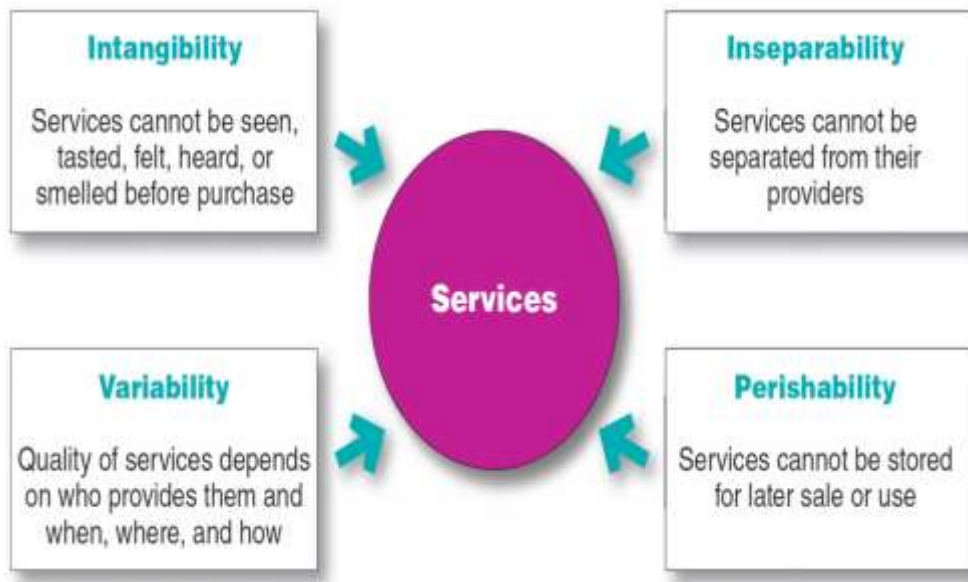 Intangibility
Services cannot be seen,
tasted, felt, heard, or
smelled before purchase
Inseparability
Services cannot be
separated from their
providers
Services
Variability
Quality of services depends
on who provides them and
when, where, and how
Perishability
Services cannot be stored
for later sale or use